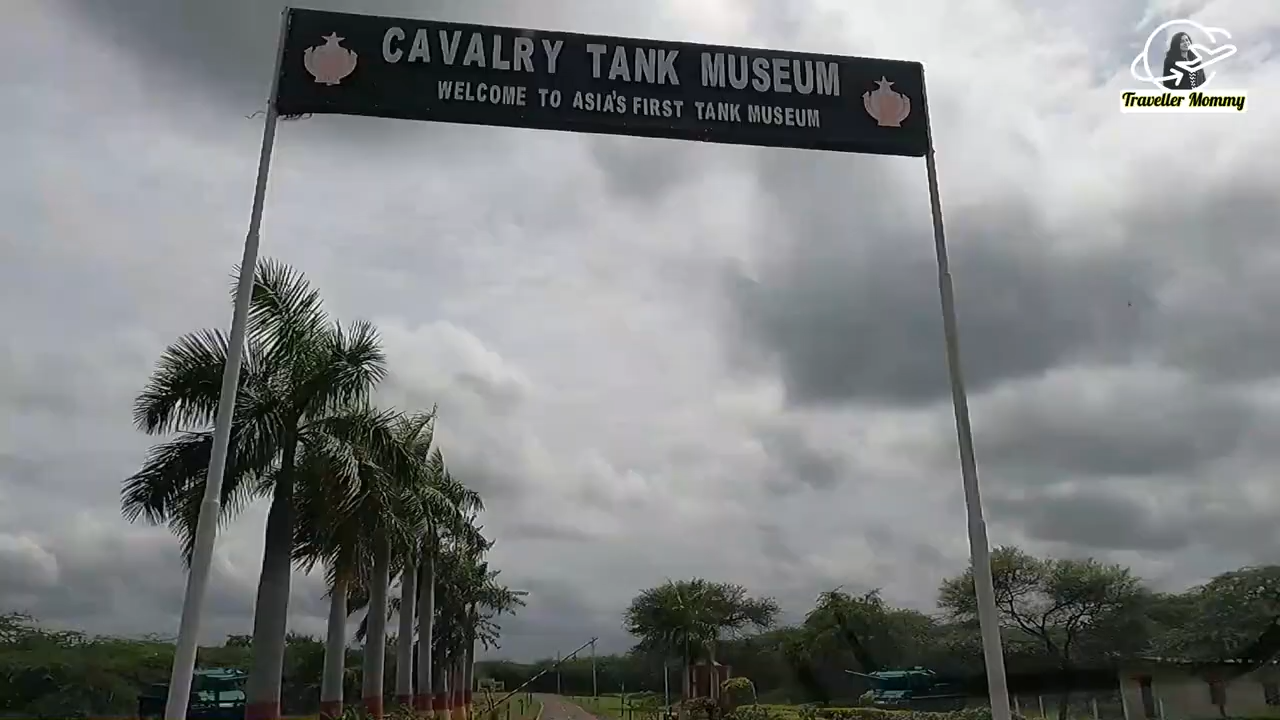 CAVALRY TANK MUSEUM
WELCOME TO ASIA'S FIRST TANK MUSEUM
Traveller Mommy